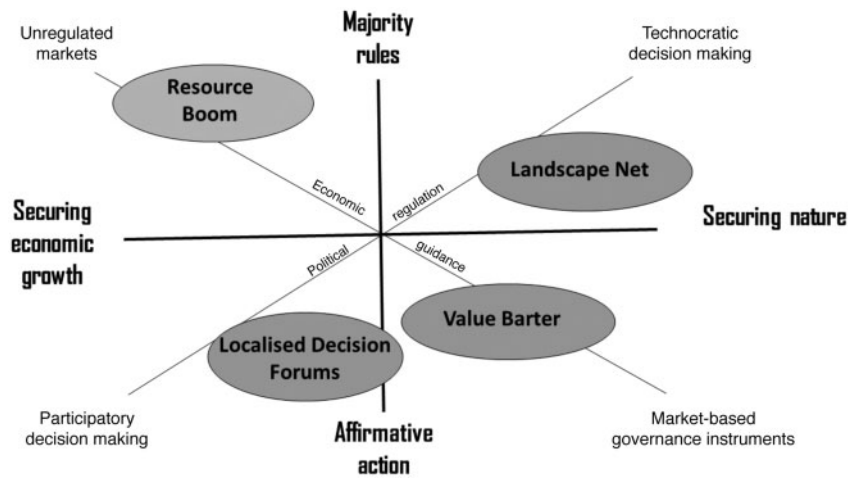 Majority
rules
Unregulated
markets
Technocratic
decision making
Resource
Boom
Landscape Net
Economic
regulation
Securing
economic
growth
Securing nature
Political
guidance
Value Barter
Localised Decision
Forums
Participatory
decision making
Affirmative
action
Market-based
governance instruments